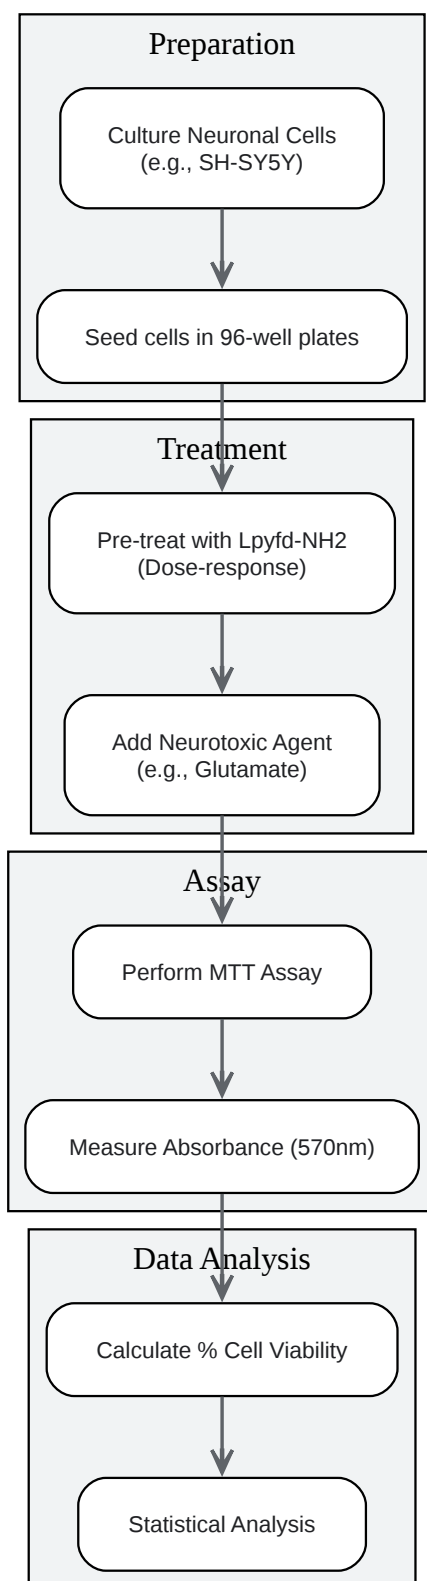 Preparation
Culture Neuronal Cells
(e.g., SH-SY5Y)
Seed cells in 96-well plates
Treatment
Pre-treat with Lpyfd-NH2
(Dose-response)
Add Neurotoxic Agent
(e.g., Glutamate)
Assay
Perform MTT Assay
Measure Absorbance (570nm)
Data Analysis
Calculate % Cell Viability
Statistical Analysis